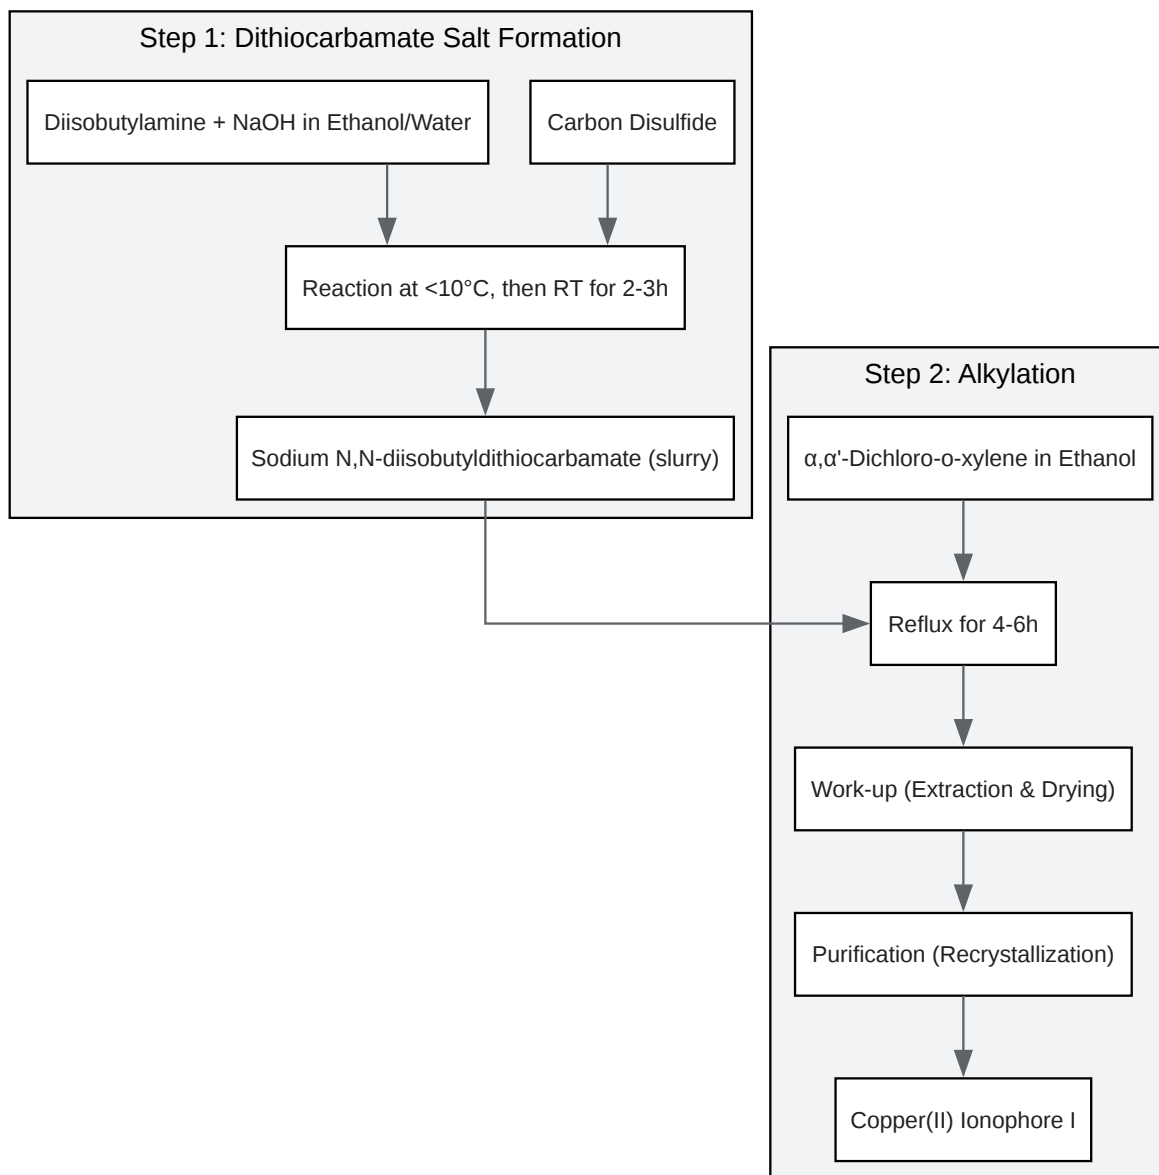 Step 1: Dithiocarbamate Salt Formation
Diisobutylamine + NaOH in Ethanol/Water
Carbon Disulfide
Reaction at <10°C, then RT for 2-3h
Sodium N,N-diisobutyldithiocarbamate (slurry)
Step 2: Alkylation
α,α'-Dichloro-o-xylene in Ethanol
Reflux for 4-6h
Work-up (Extraction & Drying)
Purification (Recrystallization)
Copper(II) Ionophore I